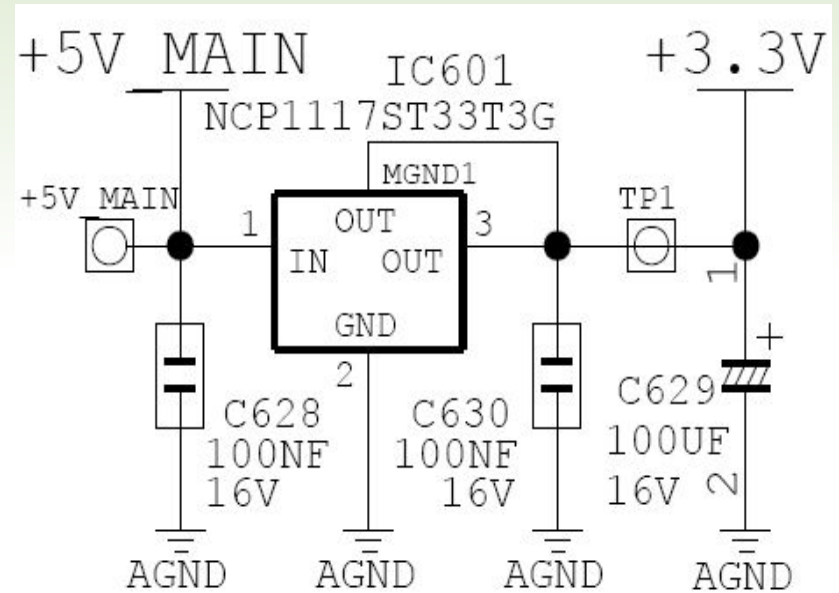 +5V_MAIN
+3.3V
IC601
NCP1117ST33T3G
MGND1
+5V_MAIN
TP1
1
OUT
3
IN
OUT
1
GND
+
2
C628
C630
C629
100NF
100NF
100UF
16V
16V
16V
2
AGND
AGND
AGND
AGND